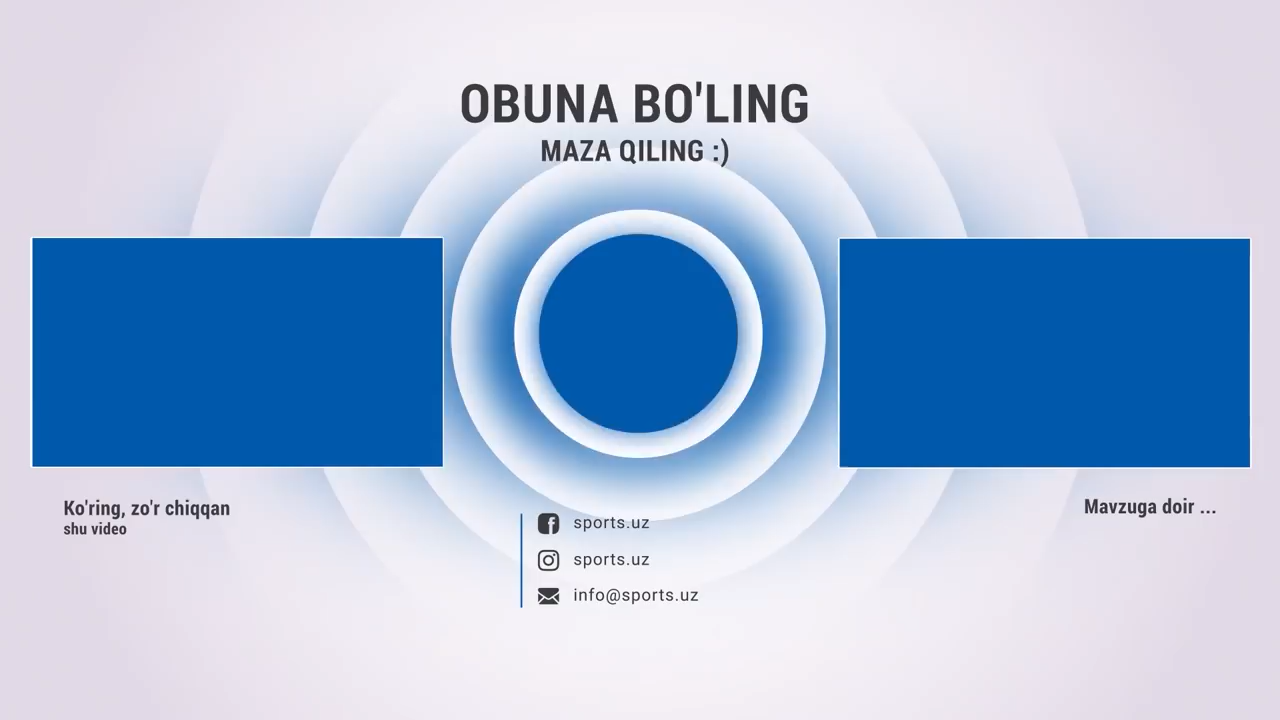 OBUNA BO'LING
MAZA QILING :)
Ko'ring, zo'r chiqqan
shu video
Mavzuga doir ...
sports.uz
sports.uz
info@sports.uz